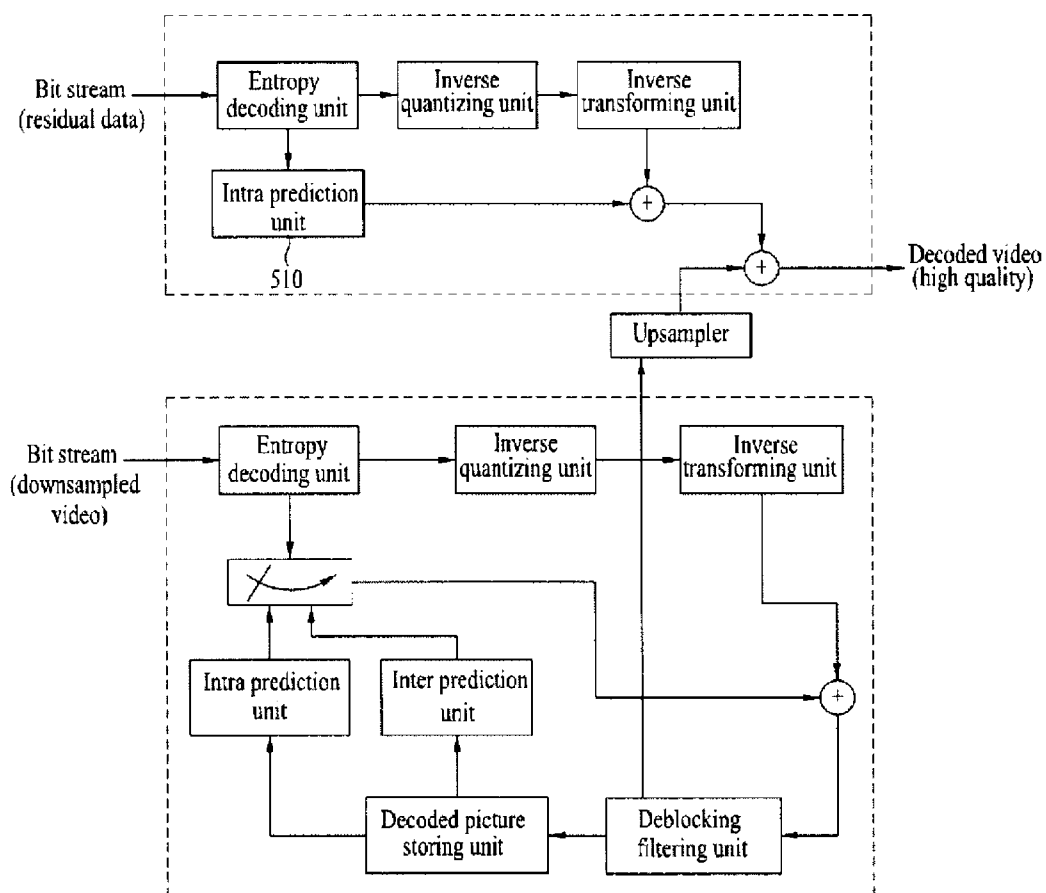 Bit stream
(residual data)
Entropy
decoding unit
Inverse
quantizing unit
Inverse
transforming unit
Intra prediction
unit
510
+
+
Decoded video
(high quality)
Upsampler
Bit stream
(downsampled
video)
Entropy
decoding unit
Inverse
quantizing unit
Inverse
transforming unit
Intra prediction
unit
Inter prediction
unit
+
Decoded picture
storing unit
Deblocking
filtering unit